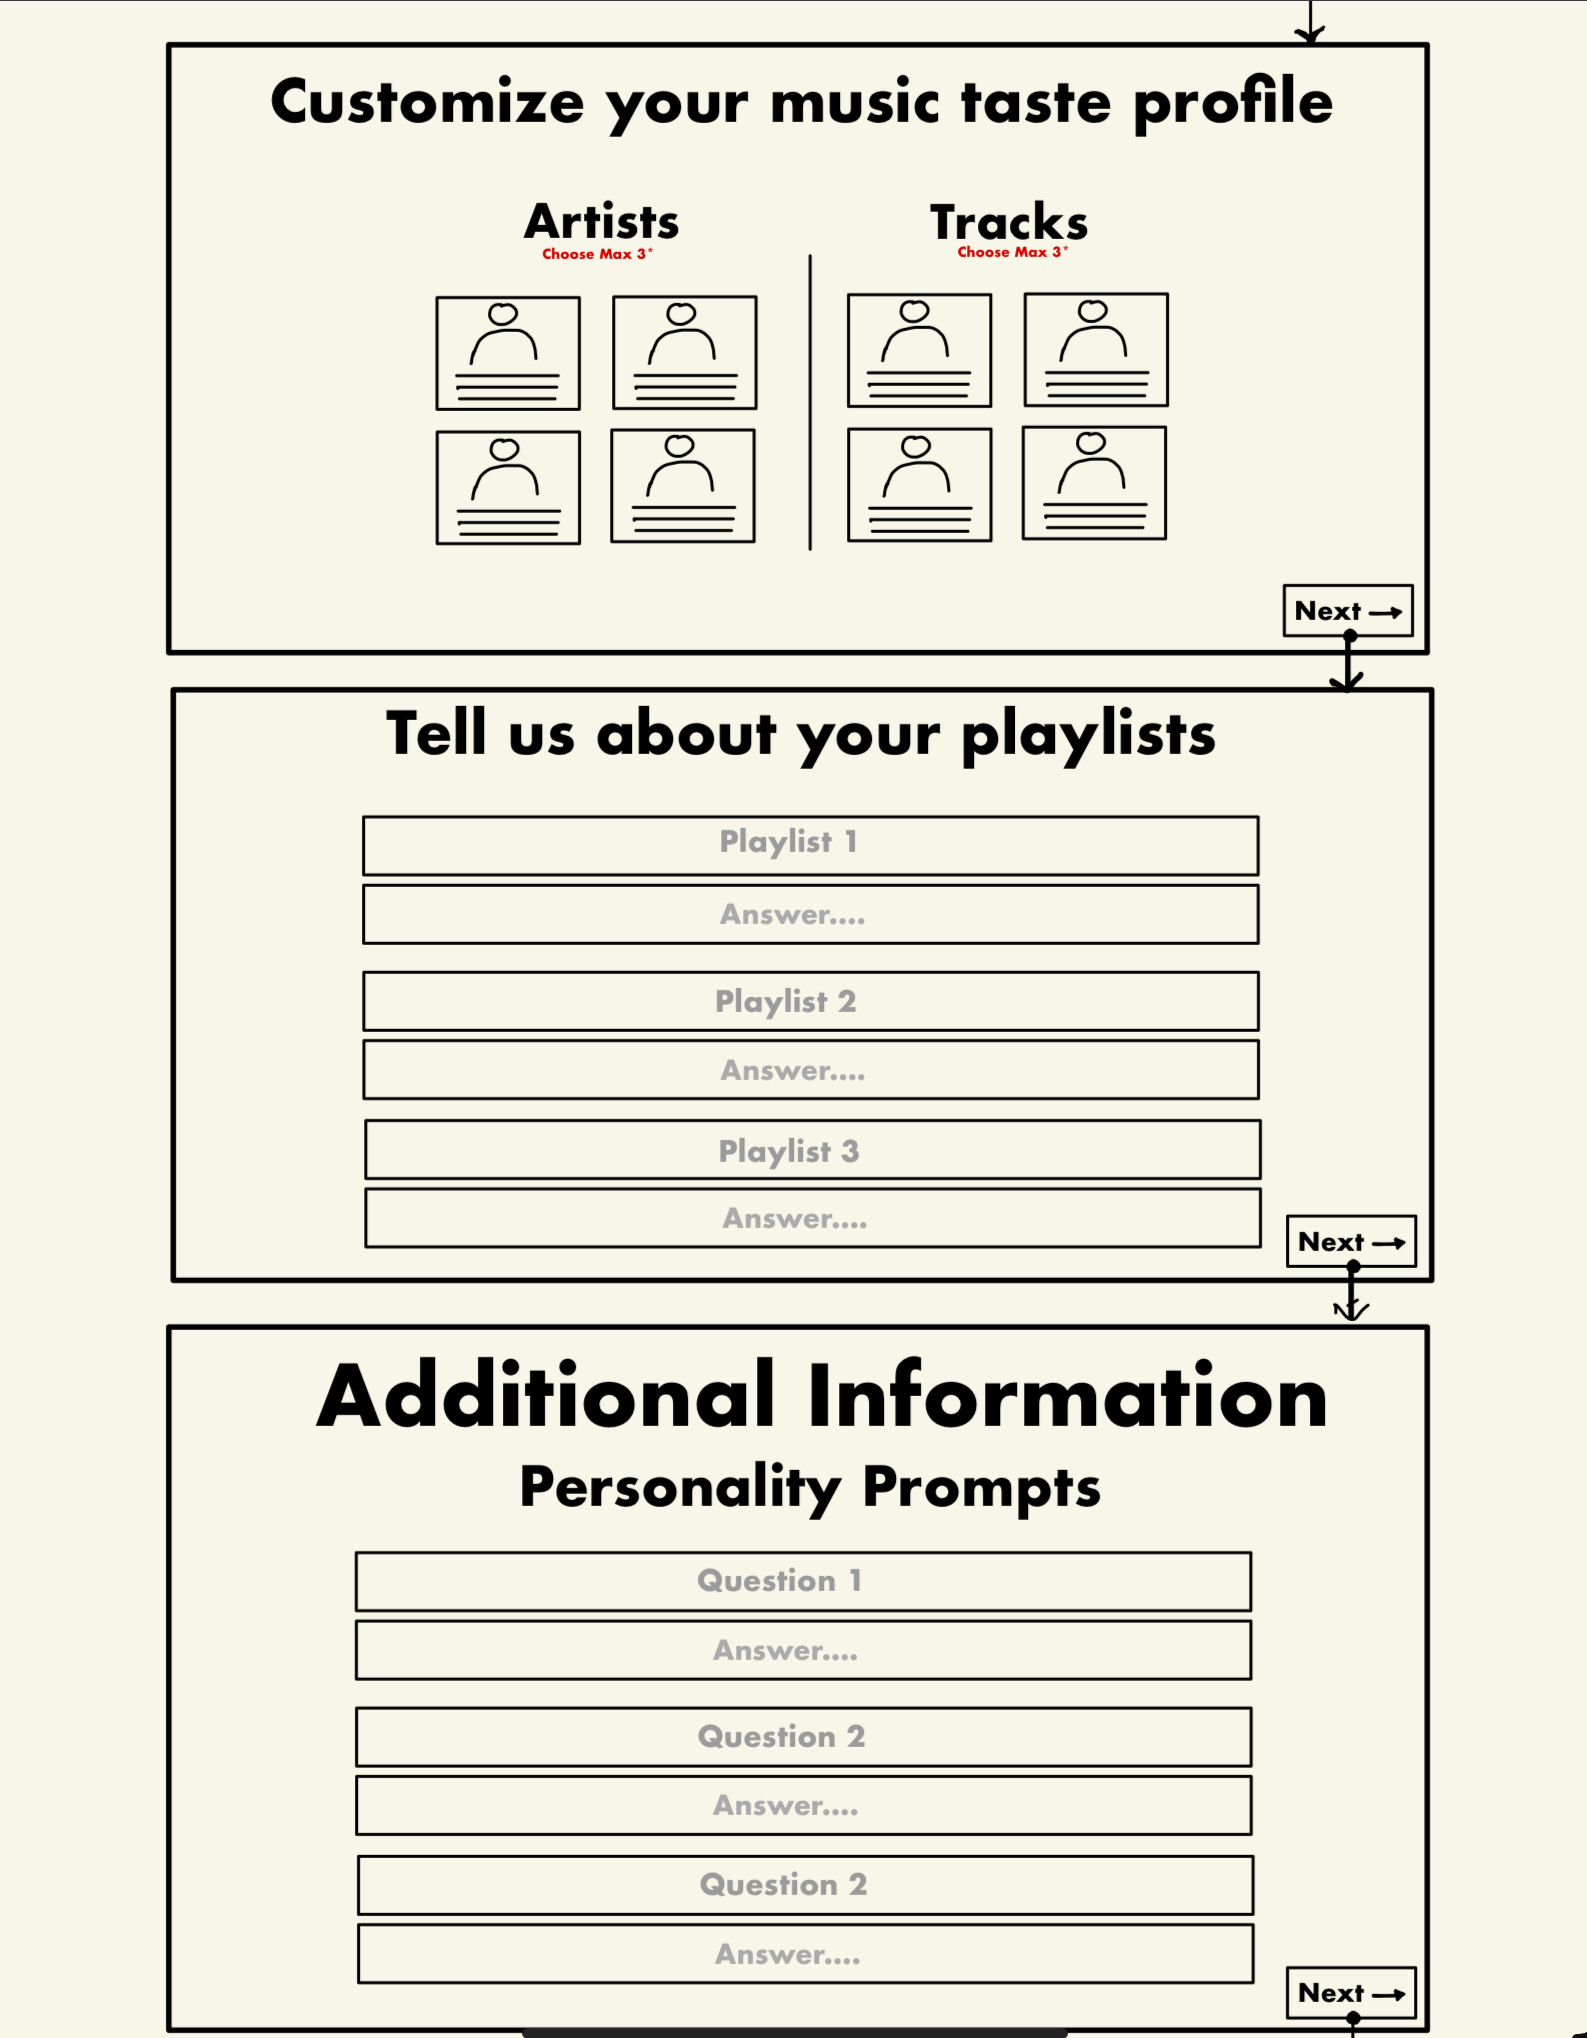 Customize your music taste profile
Artists
Choose Max 3*
Tracks
Choose Max 3*
Next
Tell us about your playlists
Playlist 1
Answer....
Playlist 2
Answer....
Playlist 3
Answer....
Next
Additional Information
Personality Prompts
Question 1
Answer....
Question 2
Answer....
Question 2
Answer....
Next